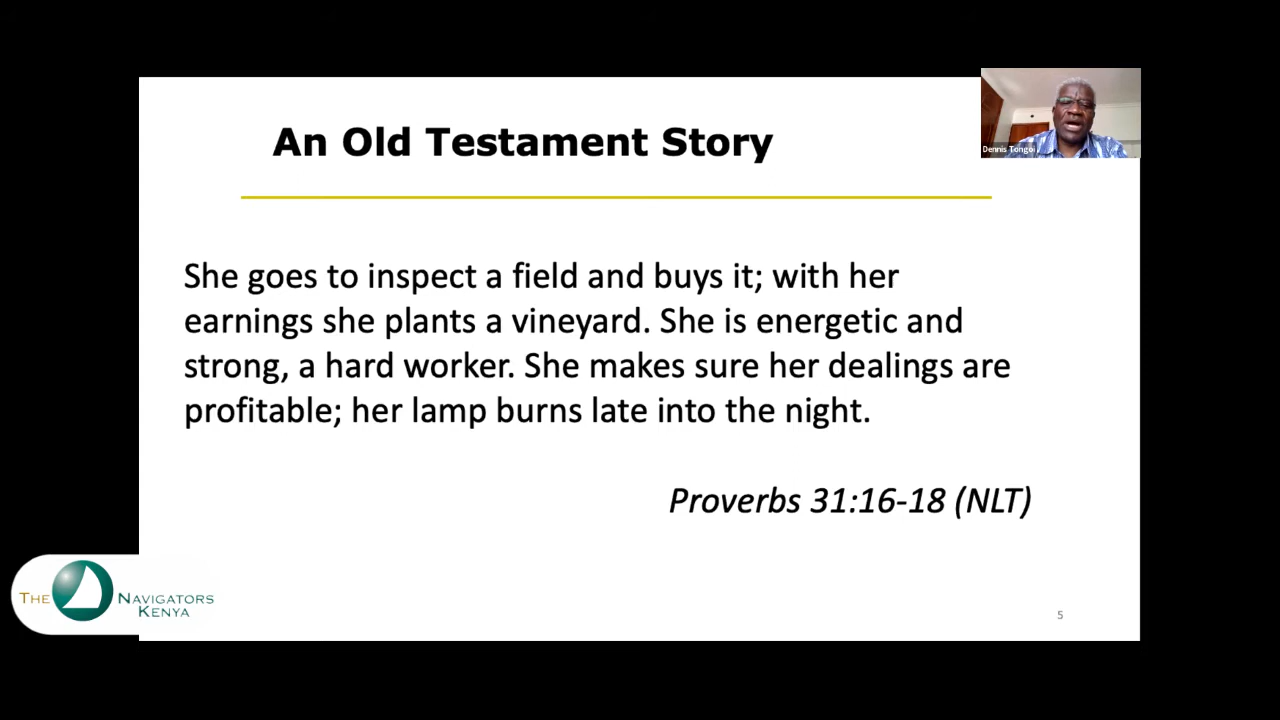 An Old Testament Story
Dennis Tongoi
She goes to inspect a field and buys it; with her
earnings she plants a vineyard. She is energetic and
strong, a hard worker. She makes sure her dealings are
profitable; her lamp burns late into the night.
Proverbs 31:16-18 (NLT)
THE NAVIGATORS
KENYA
5